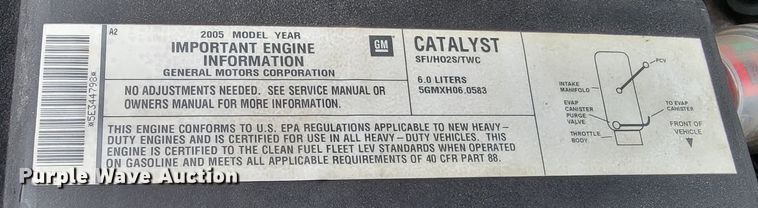 *5E344798*
A2
2005 MODEL YEAR
IMPORTANT ENGINE
INFORMATION
GENERAL MOTORS CORPORATION
GM
CATALYST
SFI/HO2S/TWC
6.0 LITERS
5GMXH06.0583
NO ADJUSTMENTS NEEDED. SEE SERVICE MANUAL OR
OWNERS MANUAL FOR MORE INFORMATION.
THIS ENGINE CONFORMS TO U.S. EPA REGULATIONS APPLICABLE TO NEW HEAVY-
DUTY ENGINES AND IS CERTIFIED FOR USE IN ALL HEAVY-DUTY VEHICLES. THIS
ENGINE IS CERTIFIED TO THE CLEAN FUEL FLEET LEV STANDARDS WHEN OPERATED
ON GASOLINE AND MEETS ALL APPLICABLE REQUIREMENTS OF 40 CFR PART 88.
PCV
INTAKE
MANIFOLD
EVAP
CANISTER
PURGE
VALVE
THROTTLE
BODY
TO EVAP
CANISTER
FRONT OF
VEHICLE
Purple Wave Auction